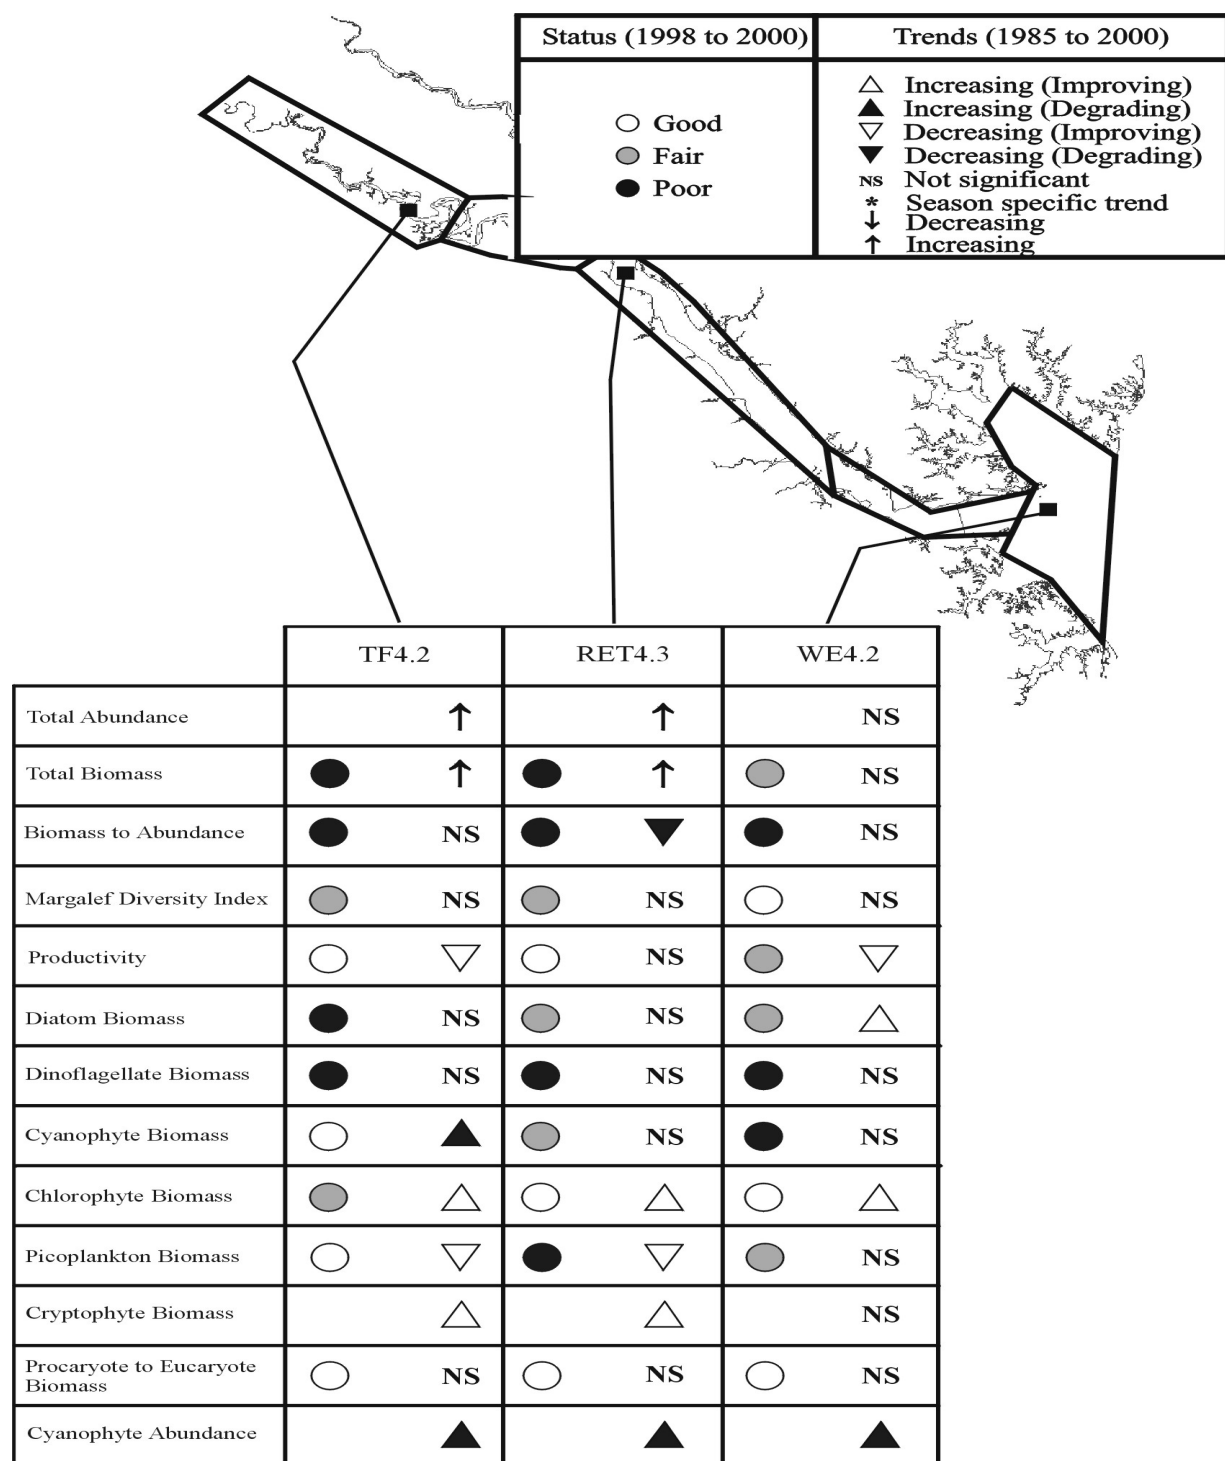 Status (1998 to 2000) Trends (1985 to 2000)
Good
Fair
Poor
Increasing (Improving)
Increasing (Degrading)
Decreasing (Improving)
Decreasing (Degrading)
NS Not significant
* Season specific trend
↓ Decreasing
↑ Increasing
TF4.2 RET4.3 WE4.2
Total Abundance ↑ ↑ NS
Total Biomass ↑ ↑ NS
Biomass to Abundance NS NS
Margalef Diversity Index NS NS NS
Productivity NS
Diatom Biomass NS NS
Dinoflagellate Biomass NS NS NS
Cyanophyte Biomass NS NS
Chlorophyte Biomass
Picoplankton Biomass NS
Cryptophyte Biomass NS
Procaryote to Eucaryote
Biomass NS NS NS
Cyanophyte Abundance